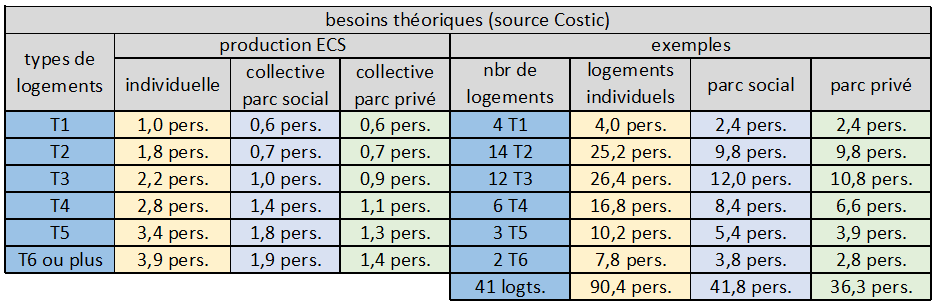 besoins théoriques (source Costic)
types de logements | production ECS | exemples
individuelle | collective parc social | collective parc privé | nbr de logements | logements individuels | parc social | parc privé
T1 | 1,0 pers. | 0,6 pers. | 0,6 pers. | 4 T1 | 4,0 pers. | 2,4 pers. | 2,4 pers.
T2 | 1,8 pers. | 0,7 pers. | 0,7 pers. | 14 T2 | 25,2 pers. | 9,8 pers. | 9,8 pers.
T3 | 2,2 pers. | 1,0 pers. | 0,9 pers. | 12 T3 | 26,4 pers. | 12,0 pers. | 10,8 pers.
T4 | 2,8 pers. | 1,4 pers. | 1,1 pers. | 6 T4 | 16,8 pers. | 8,4 pers. | 6,6 pers.
T5 | 3,4 pers. | 1,8 pers. | 1,3 pers. | 3 T5 | 10,2 pers. | 5,4 pers. | 3,9 pers.
T6 ou plus | 3,9 pers. | 1,9 pers. | 1,4 pers. | 2 T6 | 7,8 pers. | 3,8 pers. | 2,8 pers.
41 logts. | 90,4 pers. | 41,8 pers. | 36,3 pers.